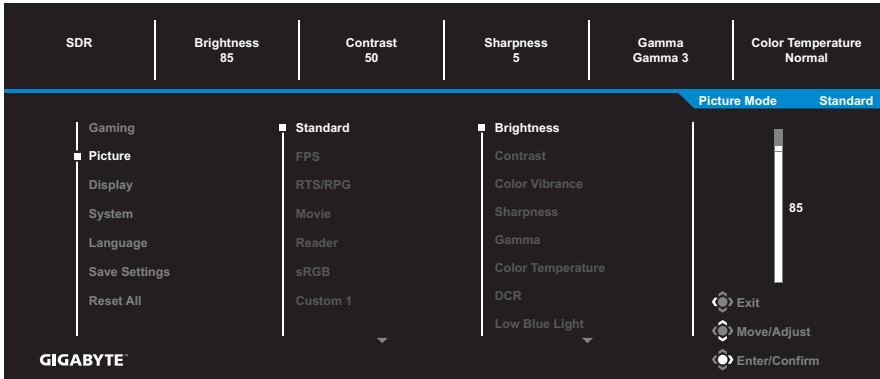 SDR
Brightness
85
Contrast
50
Sharpness
5
Gamma
Gamma 3
Color Temperature
Normal
Picture Mode Standard
Gaming
Picture
Display
System
Language
Save Settings
Reset All
Standard
FPS
RTS/RPG
Movie
Reader
sRGB
Custom 1
Brightness
Contrast
Color Vibrance
Sharpness
Gamma
Color Temperature
DCR
Low Blue Light
85
Exit
Move/Adjust
Enter/Confirm
GIGABYTE™